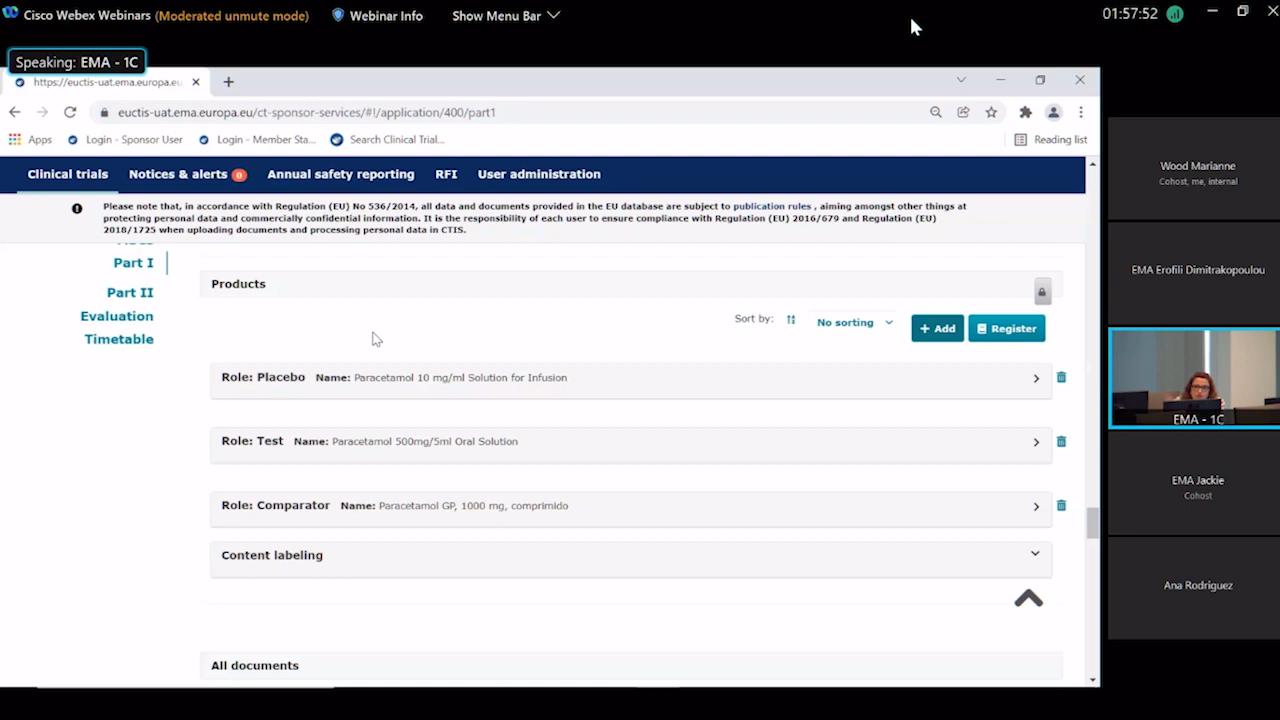 Cisco Webex Webinars (Moderated unmute mode) Webinar Info Show Menu Bar 01:57:52
Speaking: EMA - 1C
https://euctis-uat.ema.europa.eu
euctis-uat.ema.europa.eu/ct-sponsor-services/#!/application/400/part1
Apps Login - Sponsor User Login - Member Sta... Search Clinical Trial... Reading list
Clinical trials Notices & alerts 0 Annual safety reporting RFI User administration
Please note that, in accordance with Regulation (EU) No 536/2014, all data and documents provided in the EU database are subject to publication rules , aiming amongst other things at
protecting personal data and commercially confidential information. It is the responsibility of each user to ensure compliance with Regulation (EU) 2016/679 and Regulation (EU)
2018/1725 when uploading documents and processing personal data in CTIS.
Part I
Part II
Evaluation
Timetable
Products
Sort by: No sorting + Add Register
Role: Placebo Name: Paracetamol 10 mg/ml Solution for Infusion
Role: Test Name: Paracetamol 500mg/5ml Oral Solution
Role: Comparator Name: Paracetamol GP, 1000 mg, comprimido
Content labeling
All documents
Wood Marianne
Cohost, me, internal
EMA Erofili Dimitrakopoulou
EMA - 1C
EMA Jackie
Cohost
Ana Rodriguez